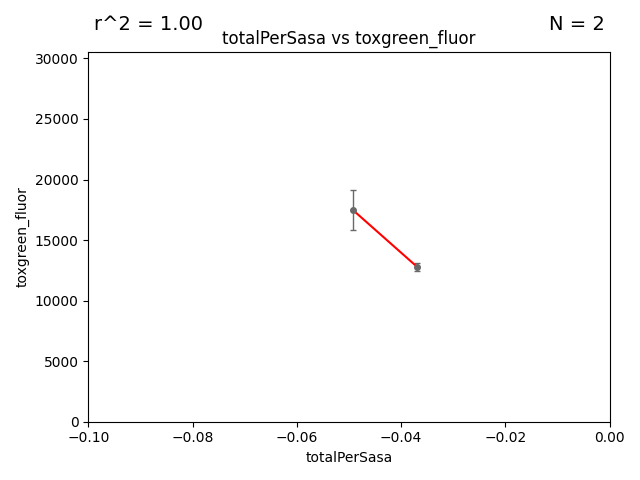 r^2 = 1.00
N = 2
totalPerSasa vs toxgreen_fluor
30000
25000
20000
15000
10000
5000
0
toxgreen_fluor
−0.10
−0.08
−0.06
−0.04
−0.02
0.00
totalPerSasa